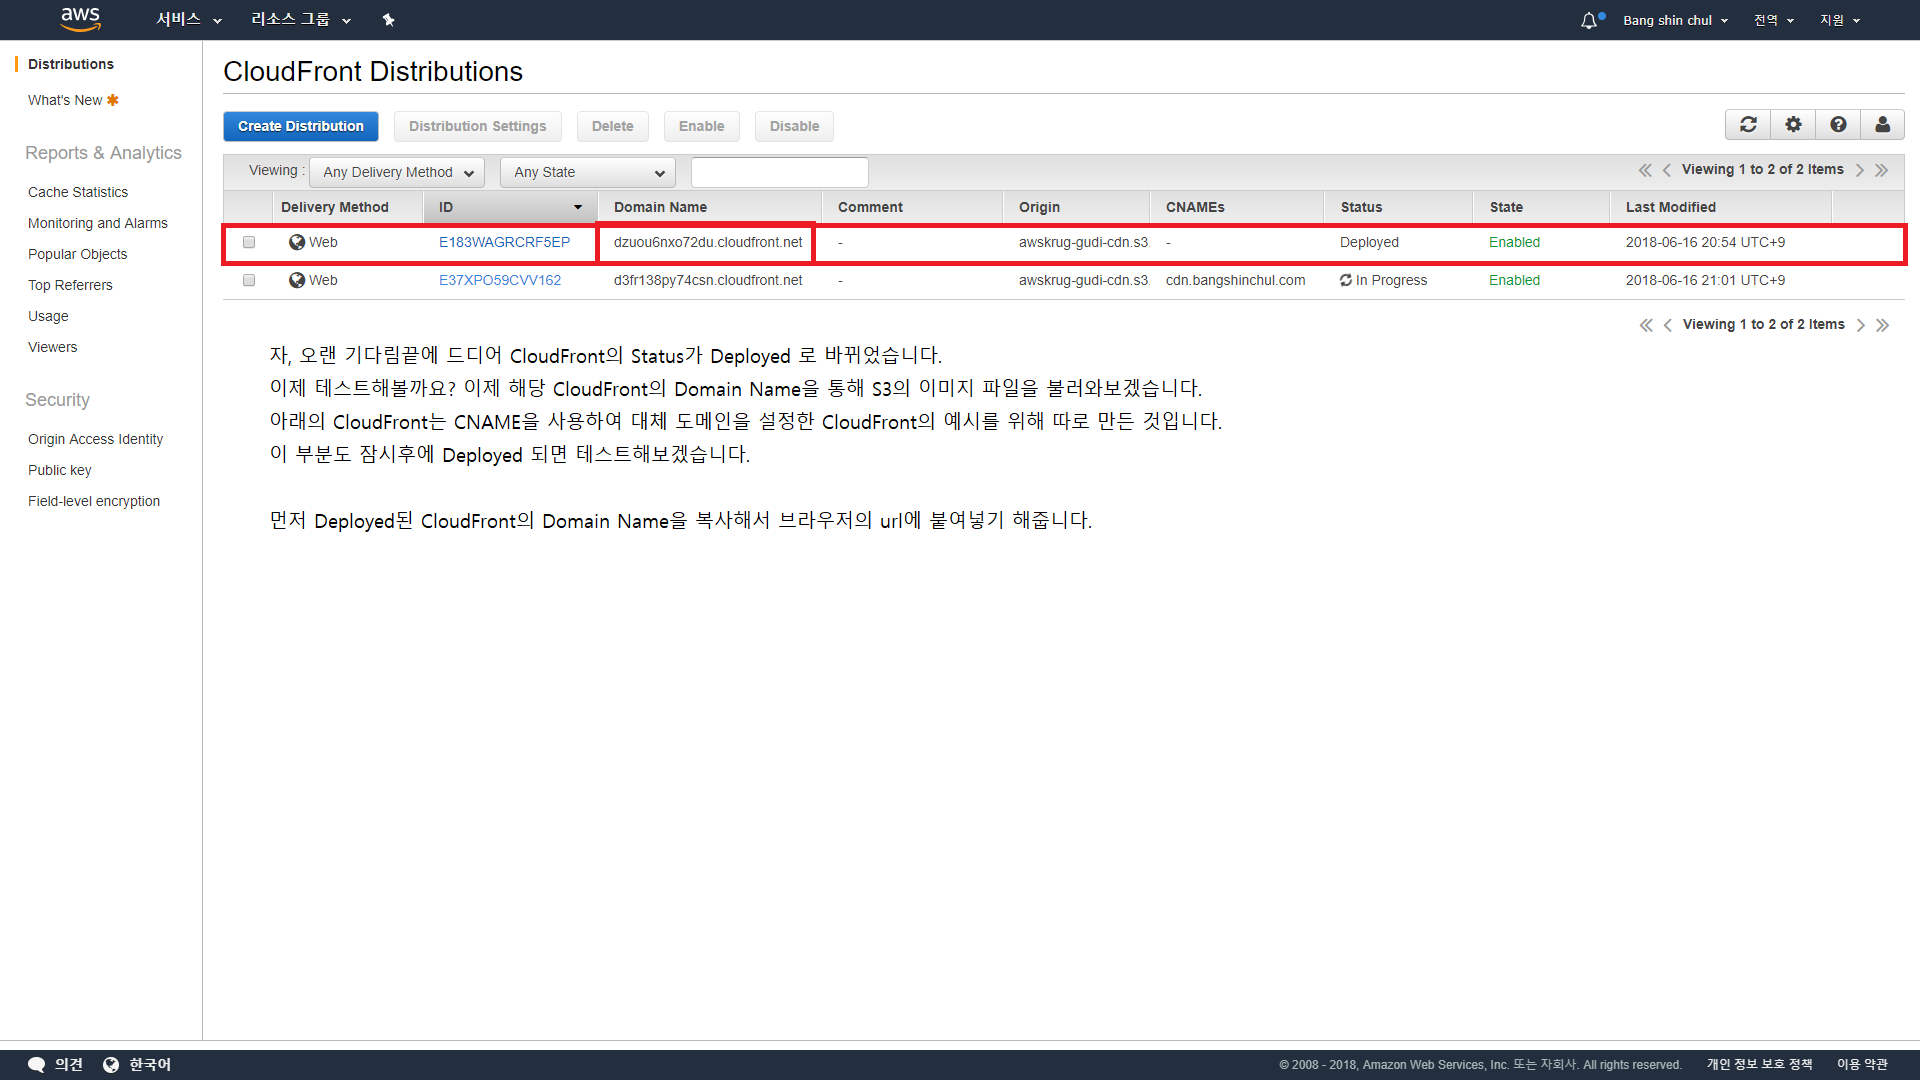 aws 서비스 리소스 그룹 Bang shin chul 전역 지원
Distributions
What's New
Reports & Analytics
Cache Statistics
Monitoring and Alarms
Popular Objects
Top Referrers
Usage
Viewers
Security
Origin Access Identity
Public key
Field-level encryption
CloudFront Distributions
Create Distribution Distribution Settings Delete Enable Disable
Viewing : Any Delivery Method Any State Viewing 1 to 2 of 2 Items
Delivery Method ID Domain Name Comment Origin CNAMEs Status State Last Modified
Web E183WAGRCRF5EP dzuou6nxo72du.cloudfront.net - awskrug-gudi-cdn.s3. - Deployed Enabled 2018-06-16 20:54 UTC+9
Web E37XPO59CVV162 d3fr138py74csn.cloudfront.net - awskrug-gudi-cdn.s3. cdn.bangshinchul.com In Progress Enabled 2018-06-16 21:01 UTC+9
Viewing 1 to 2 of 2 Items
자, 오랜 기다림끝에 드디어 CloudFront의 Status가 Deployed 로 바뀌었습니다.
이제 테스트해볼까요? 이제 해당 CloudFront의 Domain Name을 통해 S3의 이미지 파일을 불러와보겠습니다.
아래의 CloudFront는 CNAME을 사용하여 대체 도메인을 설정한 CloudFront의 예시를 위해 따로 만든 것입니다.
이 부분도 잠시후에 Deployed 되면 테스트해보겠습니다.
먼저 Deployed된 CloudFront의 Domain Name을 복사해서 브라우저의 url에 붙여넣기 해줍니다.
의견 한국어 © 2008 - 2018, Amazon Web Services, Inc. 또는 자회사. All rights reserved. 개인 정보 보호 정책 이용 약관